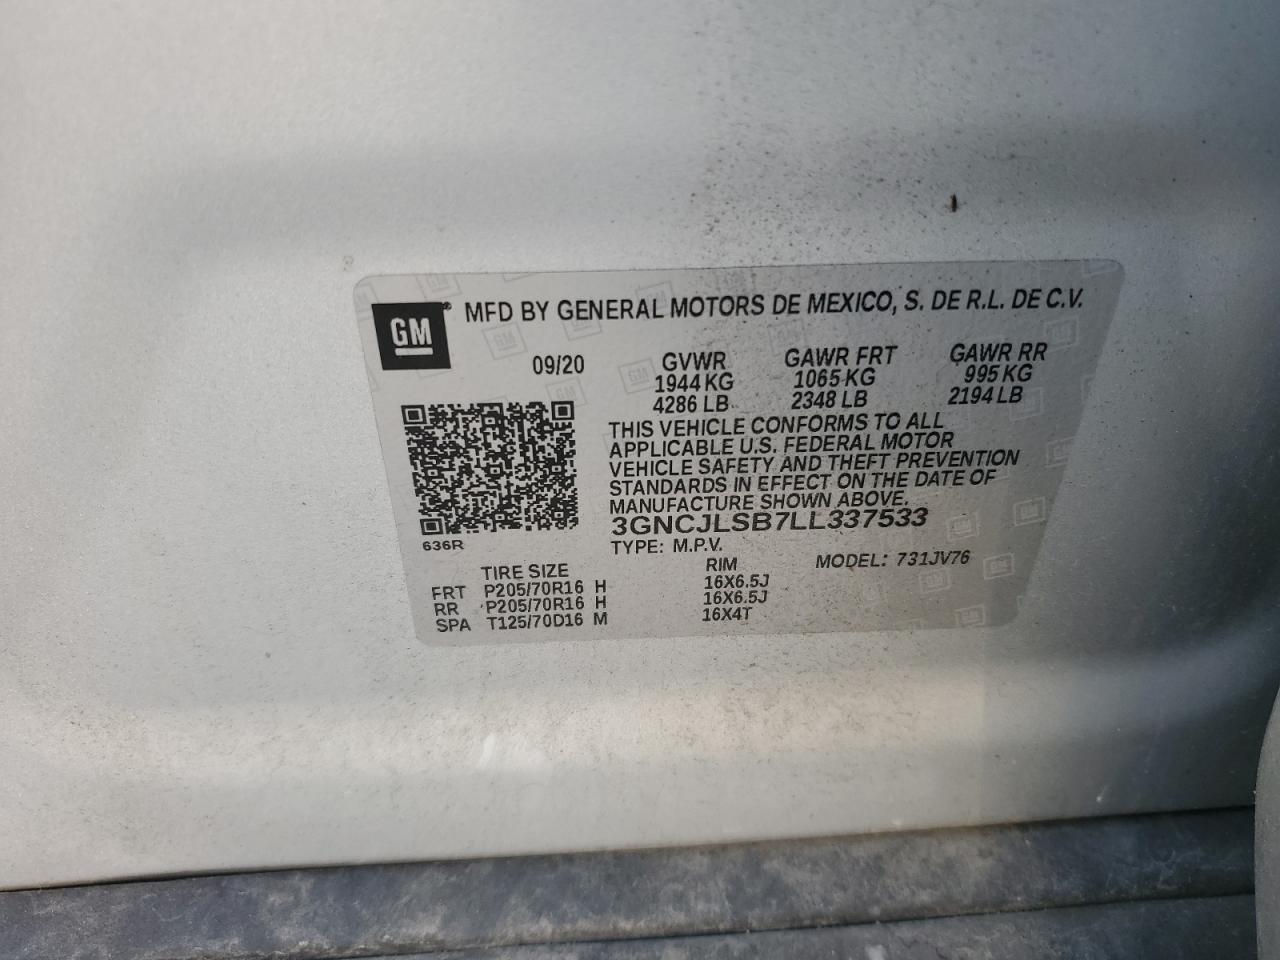 GM
MFD BY GENERAL MOTORS DE MEXICO, S. DE R.L. DE C.V.
09/20 GVWR GAWR FRT GAWR RR
1944 KG 1065 KG 995 KG
4286 LB 2348 LB 2194 LB
THIS VEHICLE CONFORMS TO ALL
APPLICABLE U.S. FEDERAL MOTOR
VEHICLE SAFETY AND THEFT PREVENTION
STANDARDS IN EFFECT ON THE DATE OF
MANUFACTURE SHOWN ABOVE.
3GNCJLSB7LL337533
636R
TYPE: M.P.V. MODEL: 731JV76
TIRE SIZE RIM
FRT P205/70R16 H 16X6.5J
RR P205/70R16 H 16X6.5J
SPA T125/70D16 M 16X4T